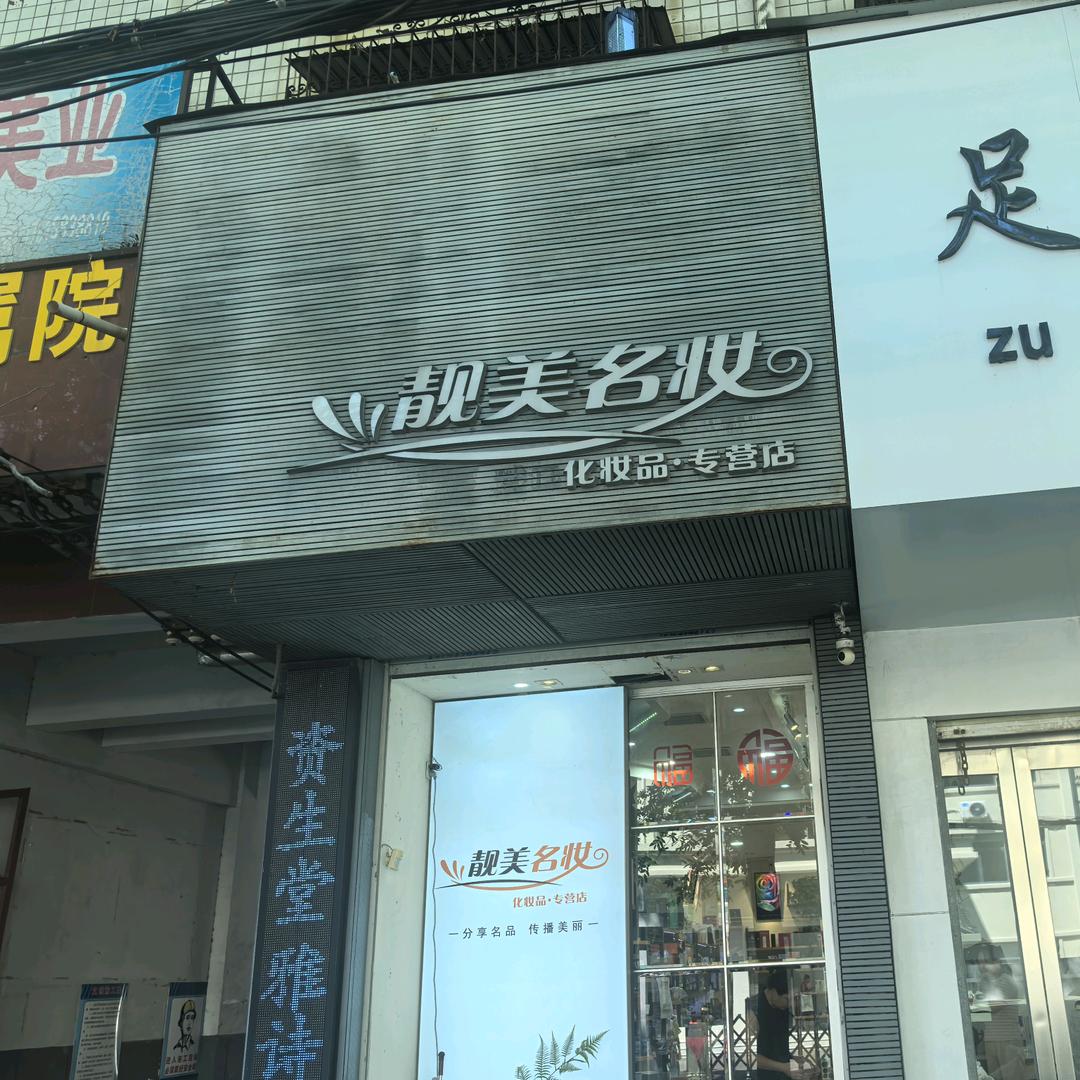 美业
院
靓美名妆
化妆品·专营店
足
zu
资生堂雅诗
福
福
靓美名妆
化妆品·专营店
一分享名品 传播美丽一